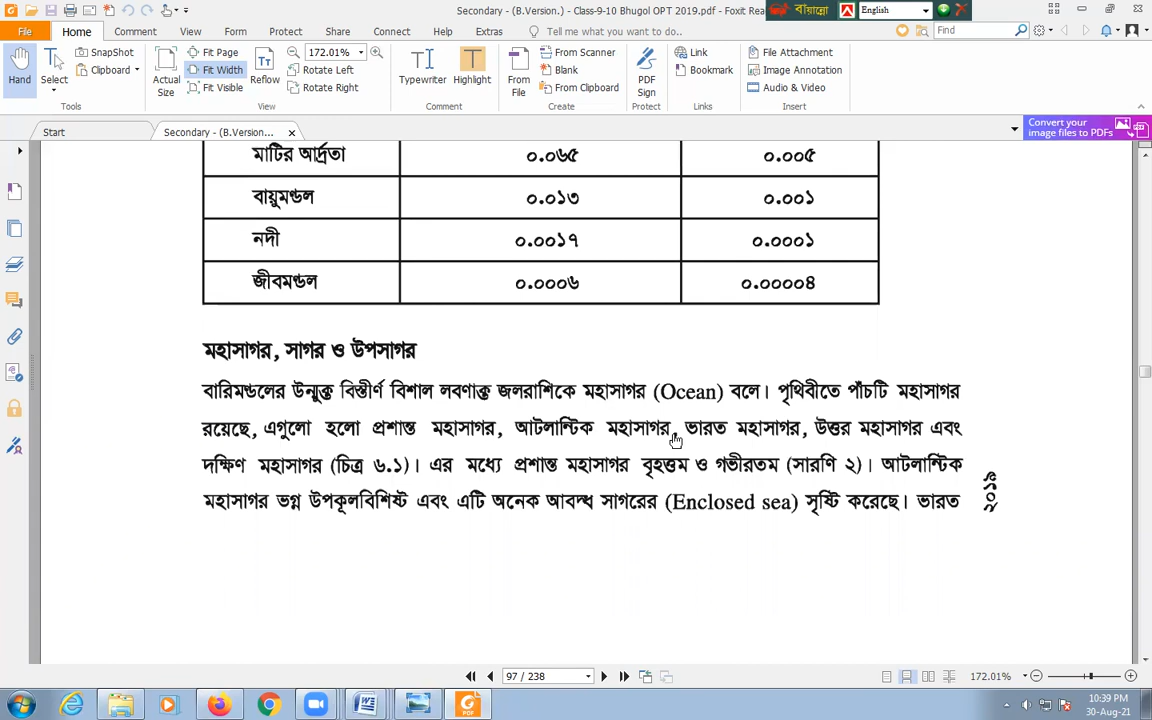 Secondary - (B.Version.) - Class-9-10 Bhugol OPT 2019.pdf - Foxit Rea
বায়ান্নো English
File Home Comment View Form Protect Share Connect Help Extras Tell me what you want to do.. Find
Hand
Select
SnapShot
Clipboard
Actual Size
Fit Page
Fit Width
Fit Visible
Reflow
172.01%
Rotate Left
Rotate Right
Typewriter
Highlight
From File
From Scanner
Blank
From Clipboard
PDF Sign
Link
Bookmark
File Attachment
Image Annotation
Audio & Video
Tools View Comment Create Protect Links Insert
Start Secondary - (B.Version... Convert your image files to PDFs
মাটির আর্দ্রতা ০.০৬৫ ০.০০৫
বায়ুমণ্ডল ০.০১৩ ০.০০১
নদী ০.০০১৭ ০.০০০১
জীবমণ্ডল ০.০০০৬ ০.০০০০৪
মহাসাগর, সাগর ও উপসাগর
বারিমণ্ডলের উন্মুক্ত বিস্তীর্ণ বিশাল লবণাক্ত জলরাশিকে মহাসাগর (Ocean) বলে। পৃথিবীতে পাঁচটি মহাসাগর
রয়েছে, এগুলো হলো প্রশান্ত মহাসাগর, আটলান্টিক মহাসাগর, ভারত মহাসাগর, উত্তর মহাসাগর এবং
দক্ষিণ মহাসাগর (চিত্র ৬.১)। এর মধ্যে প্রশান্ত মহাসাগর বৃহত্তম ও গভীরতম (সারণি ২)। আটলান্টিক
মহাসাগর ভগ্ন উপকূলবিশিষ্ট এবং এটি অনেক আবদ্ধ সাগরের (Enclosed sea) সৃষ্টি করেছে। ভারত
২০১৯
97 / 238 172.01%
10:39 PM
30-Aug-21